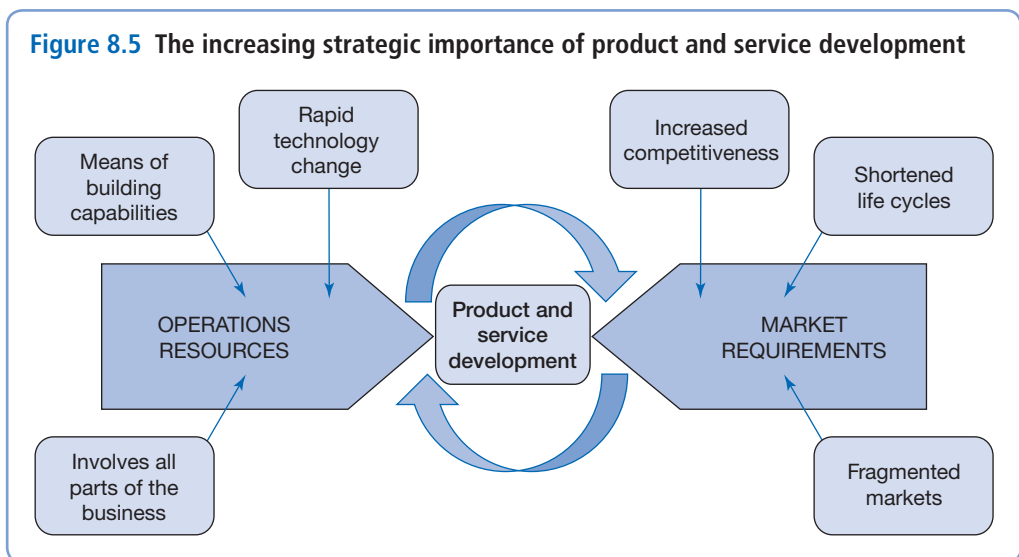 Figure 8.5 The increasing strategic importance of product and service development
Means of
building
capabilities
Rapid
technology
change
Increased
competitiveness
Shortened
life cycles
OPERATIONS
RESOURCES
Product and
service
development
MARKET
REQUIREMENTS
Involves all
parts of the
business
Fragmented
markets